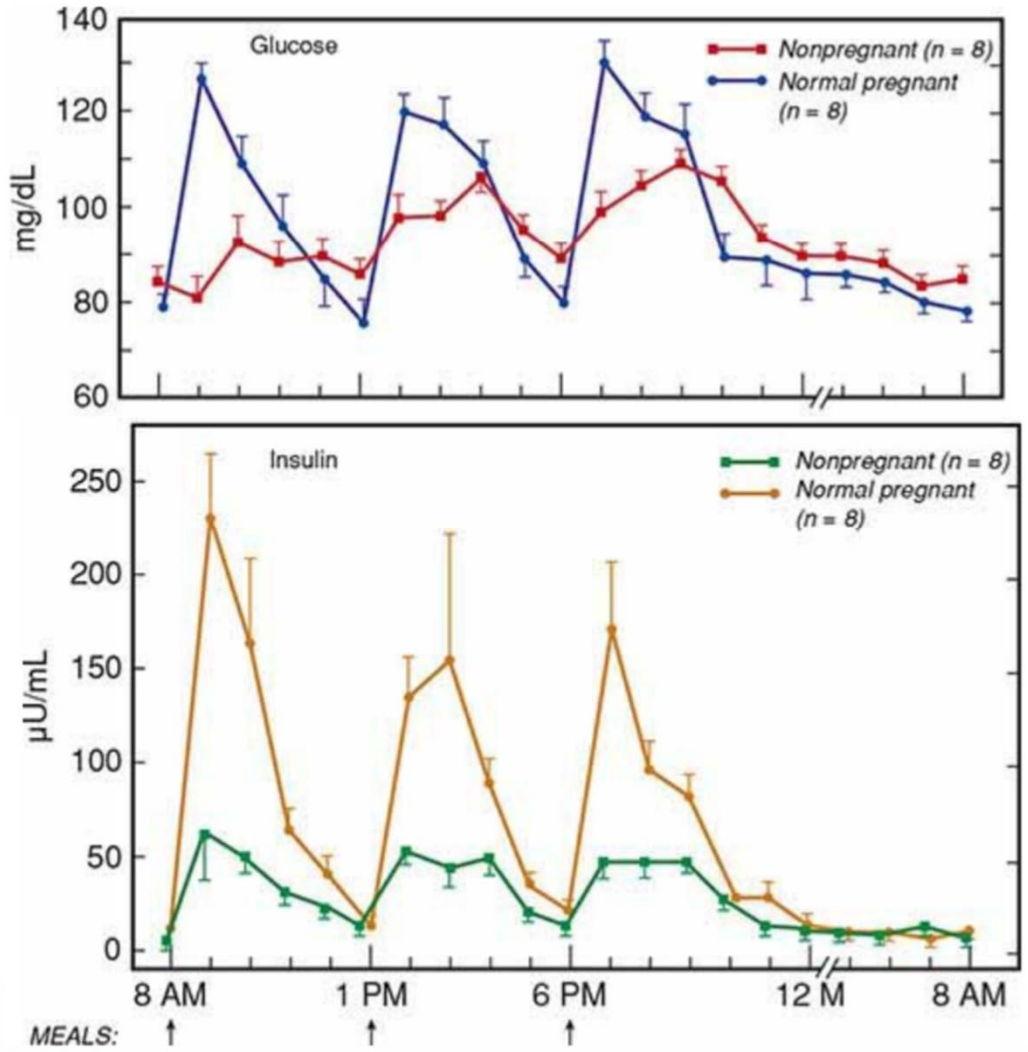 140
Glucose
Nonpregnant (n = 8)
Normal pregnant
(n = 8)
120
100
80
60
mg/dL
Insulin
Nonpregnant (n = 8)
Normal pregnant
(n = 8)
250
200
150
100
50
0
µU/mL
8 AM 1 PM 6 PM 12 M 8 AM
MEALS: